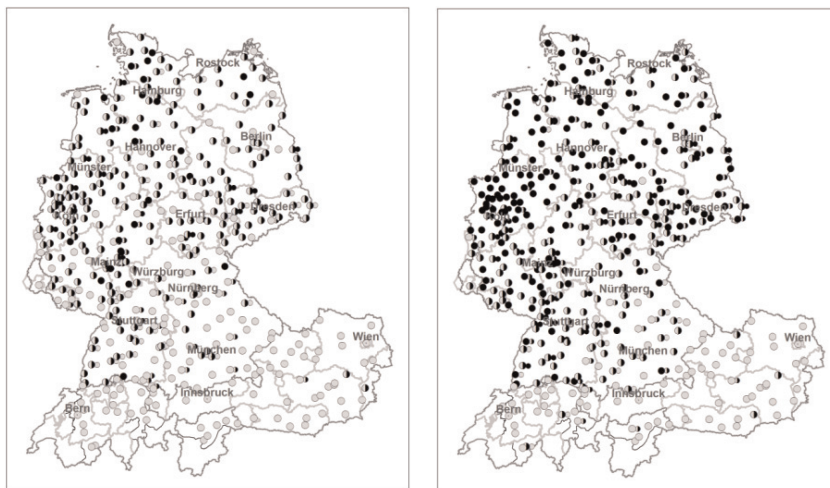 Rostock
Hamburg
Berlin
Hannover
Münster
Köln
Erfurt
Dresden
Mainz
Würzburg
Nürnberg
Stuttgart
Wien
München
Innsbruck
Bern
Rostock
Hamburg
Berlin
Hannover
Münster
Erfurt
Dresden
Mainz
Würzburg
Nürnberg
Stuttgart
Wien
München
Innsbruck
Bern